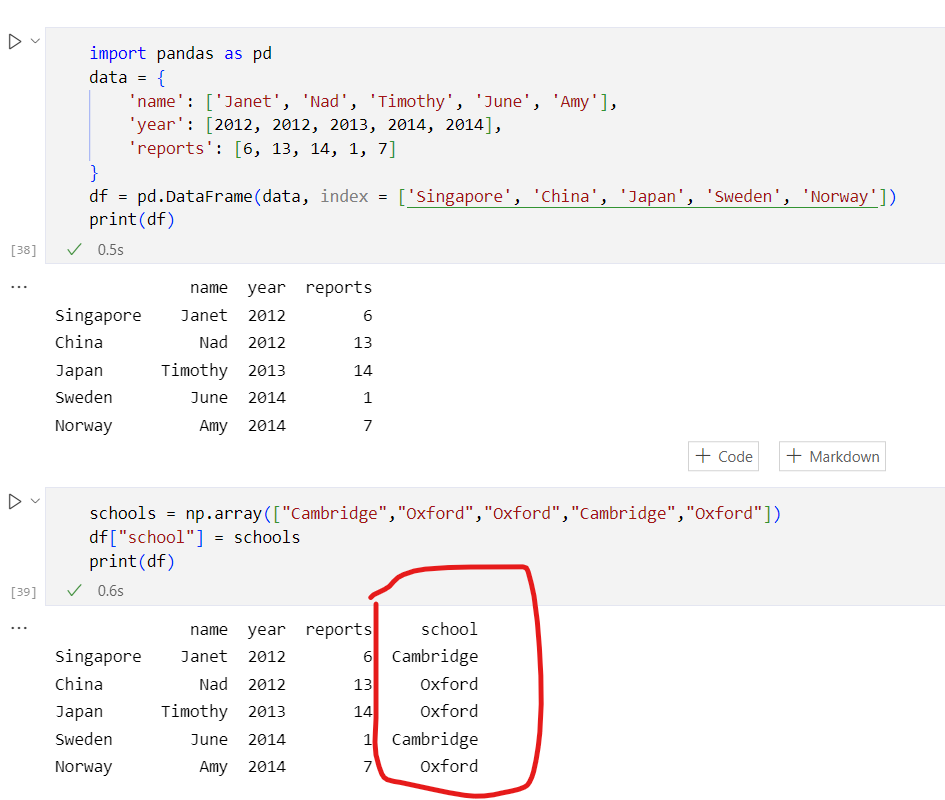 import pandas as pd
data = {
    'name': ['Janet', 'Nad', 'Timothy', 'June', 'Amy'],
    'year': [2012, 2012, 2013, 2014, 2014],
    'reports': [6, 13, 14, 1, 7]
}
df = pd.DataFrame(data, index = ['Singapore', 'China', 'Japan', 'Sweden', 'Norway'])
print(df)
[38] ✓ 0.5s
... name year reports
Singapore Janet 2012 6
China Nad 2012 13
Japan Timothy 2013 14
Sweden June 2014 1
Norway Amy 2014 7
+ Code + Markdown
schools = np.array(["Cambridge","Oxford","Oxford","Cambridge","Oxford"])
df["school"] = schools
print(df)
[39] ✓ 0.6s
... name year reports school
Singapore Janet 2012 6 Cambridge
China Nad 2012 13 Oxford
Japan Timothy 2013 14 Oxford
Sweden June 2014 1 Cambridge
Norway Amy 2014 7 Oxford